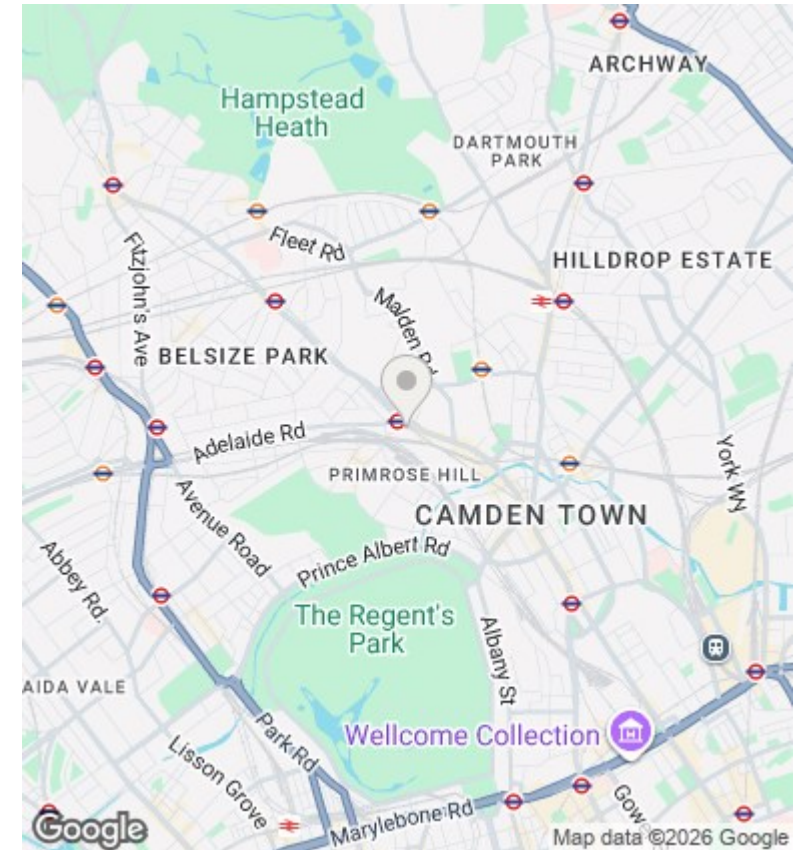 ARCHWAY
Hampstead
Heath
DARTMOUTH
PARK
Fleet Rd
Fitzjohn's Ave
HILLDROP ESTATE
Malden Rd
BELSIZE PARK
Adelaide Rd
York Wy
PRIMROSE HILL
Avenue Road
CAMDEN TOWN
Prince Albert Rd
Abbey Rd.
The Regent's
Park
Albany St
AIDA VALE
Park Rd
Wellcome Collection
Lisson Grove
Gow
Marylebone Rd
Google
Map data ©2026 Google